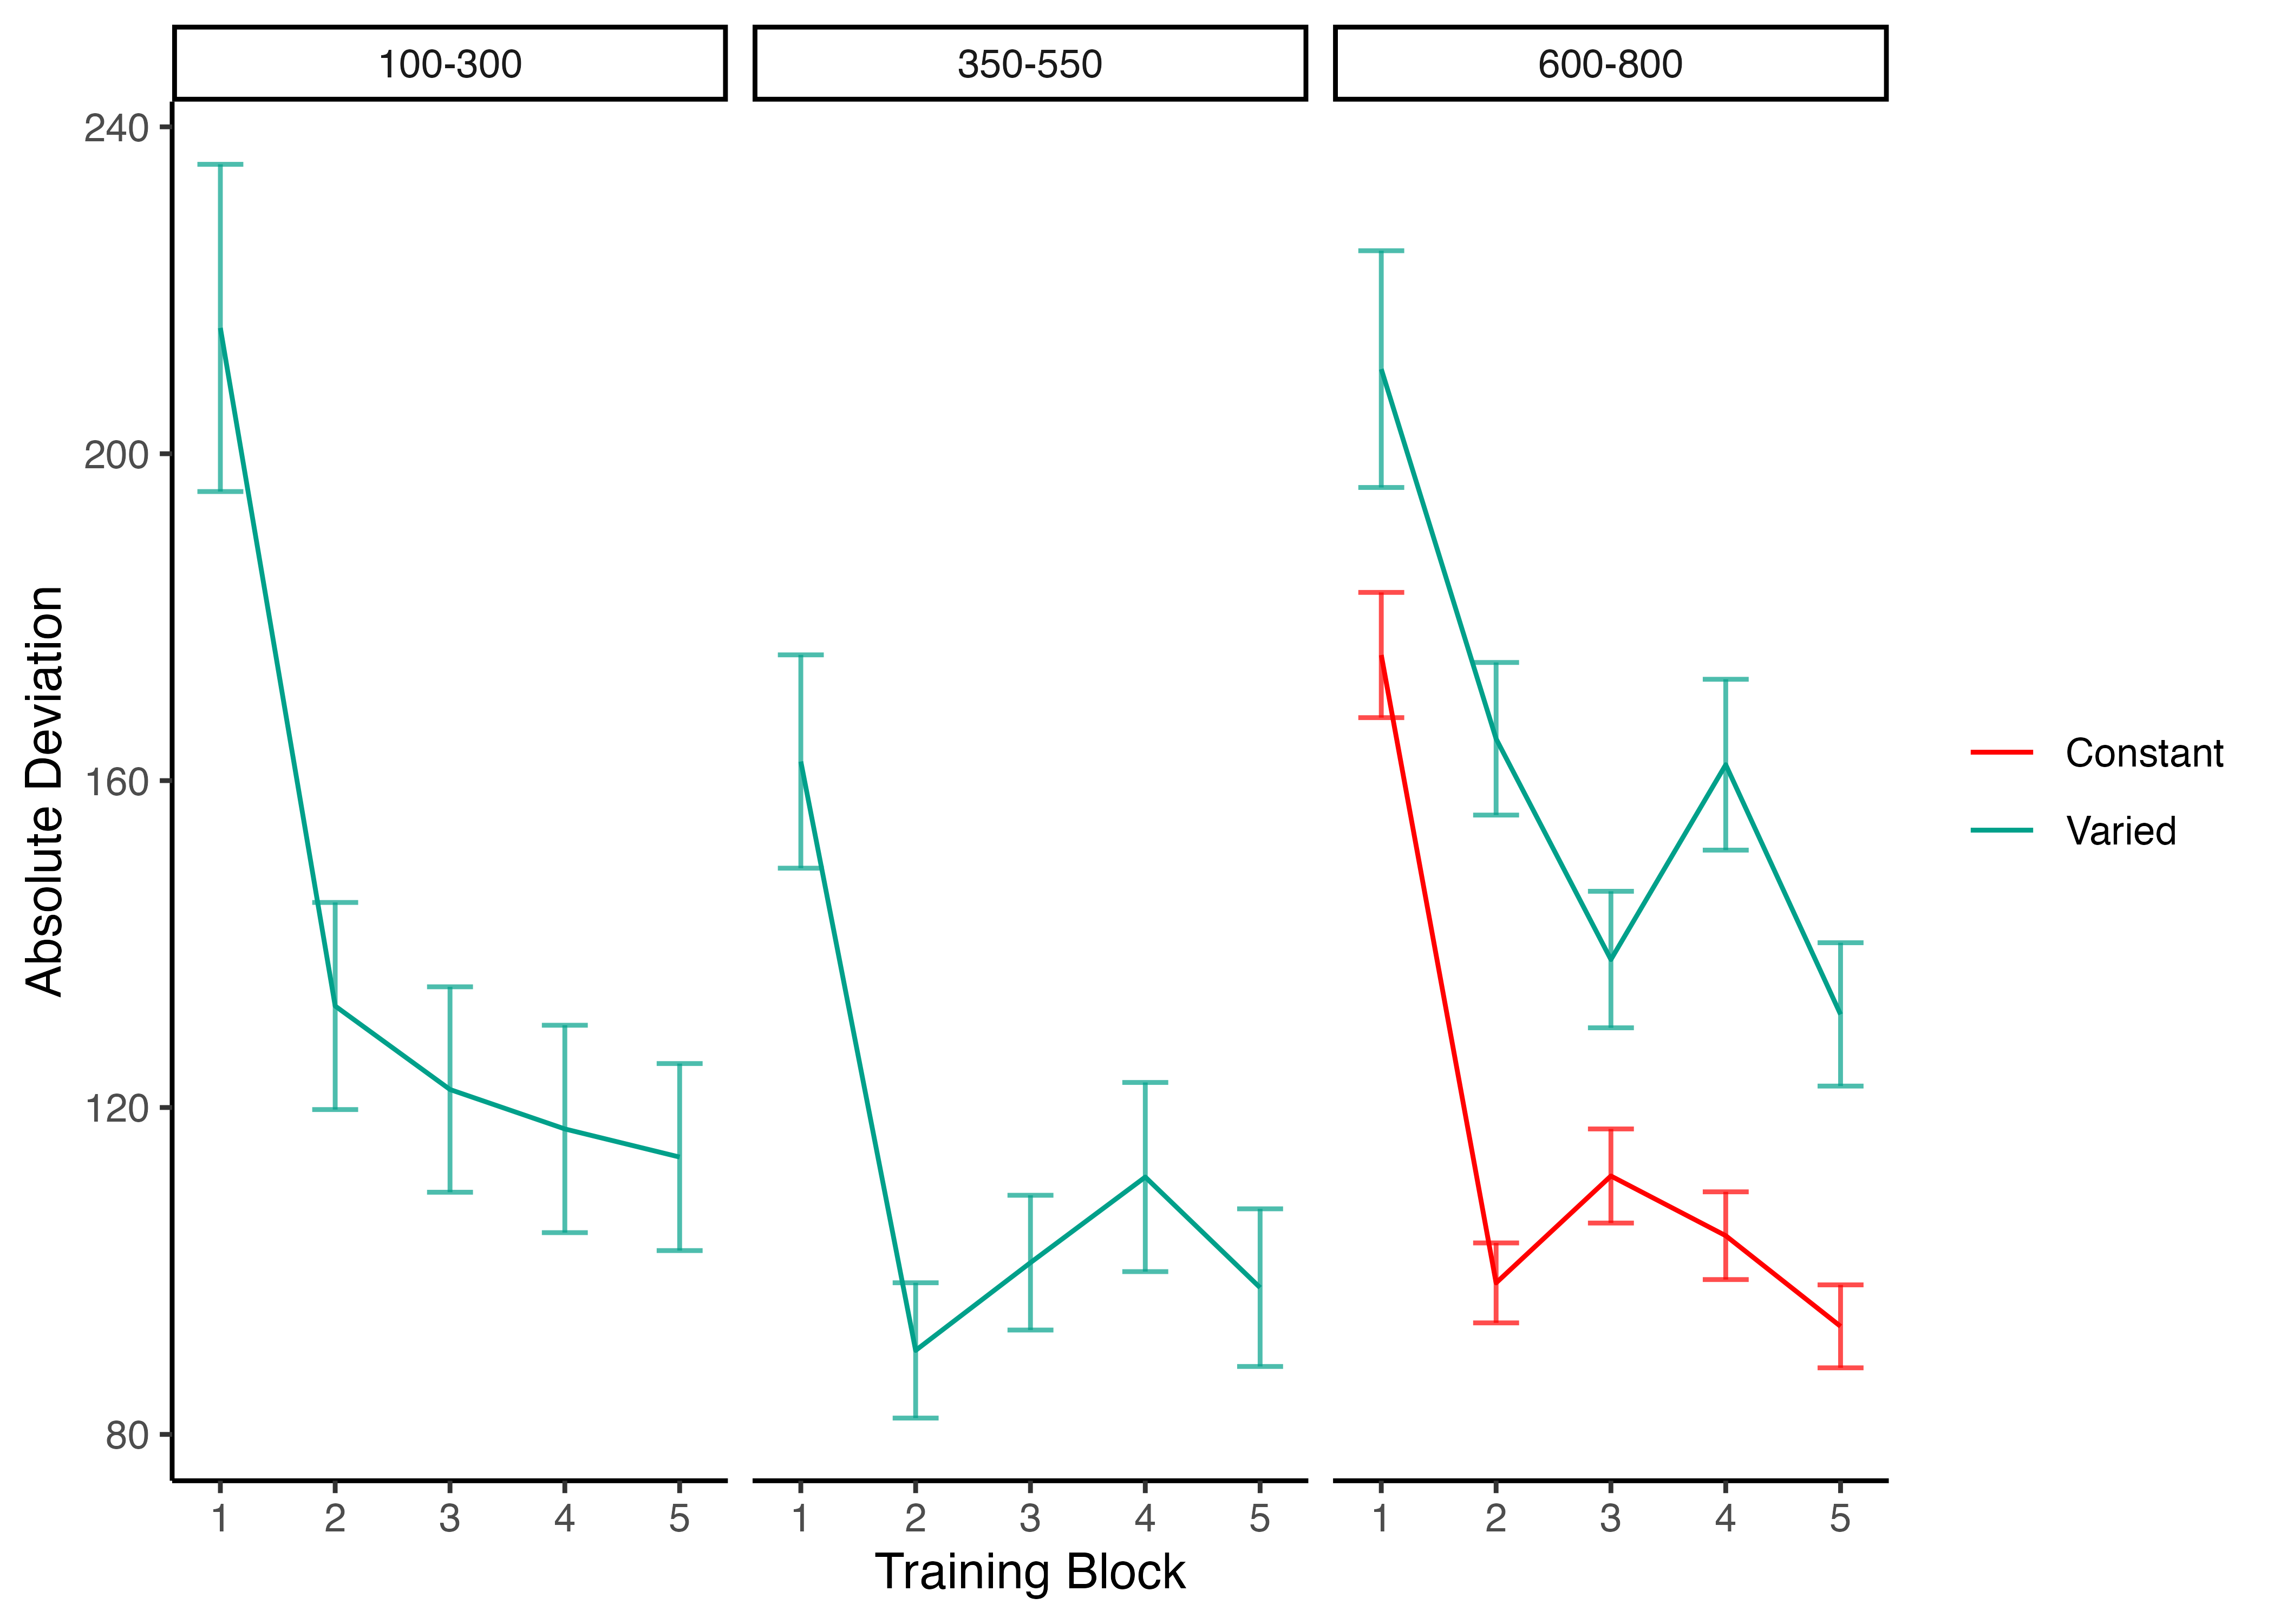 100-300 350-550 600-800
240
200
160
120
80
Absolute Deviation
1 2 3 4 5 1 2 3 4 5 1 2 3 4 5
Training Block
Constant
Varied